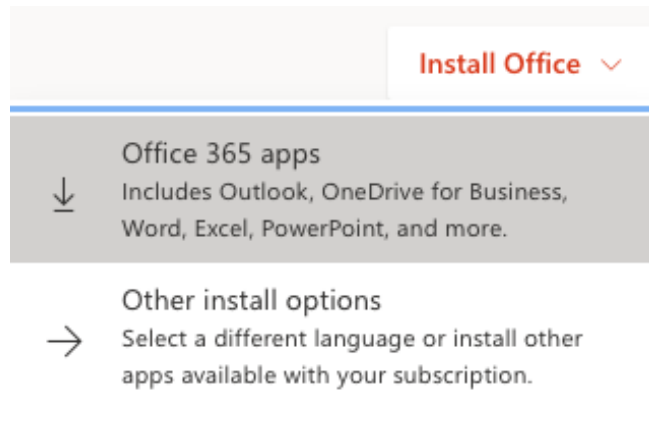 Install Office
Office 365 apps
Includes Outlook, OneDrive for Business,
Word, Excel, PowerPoint, and more.
Other install options
Select a different language or install other
apps available with your subscription.